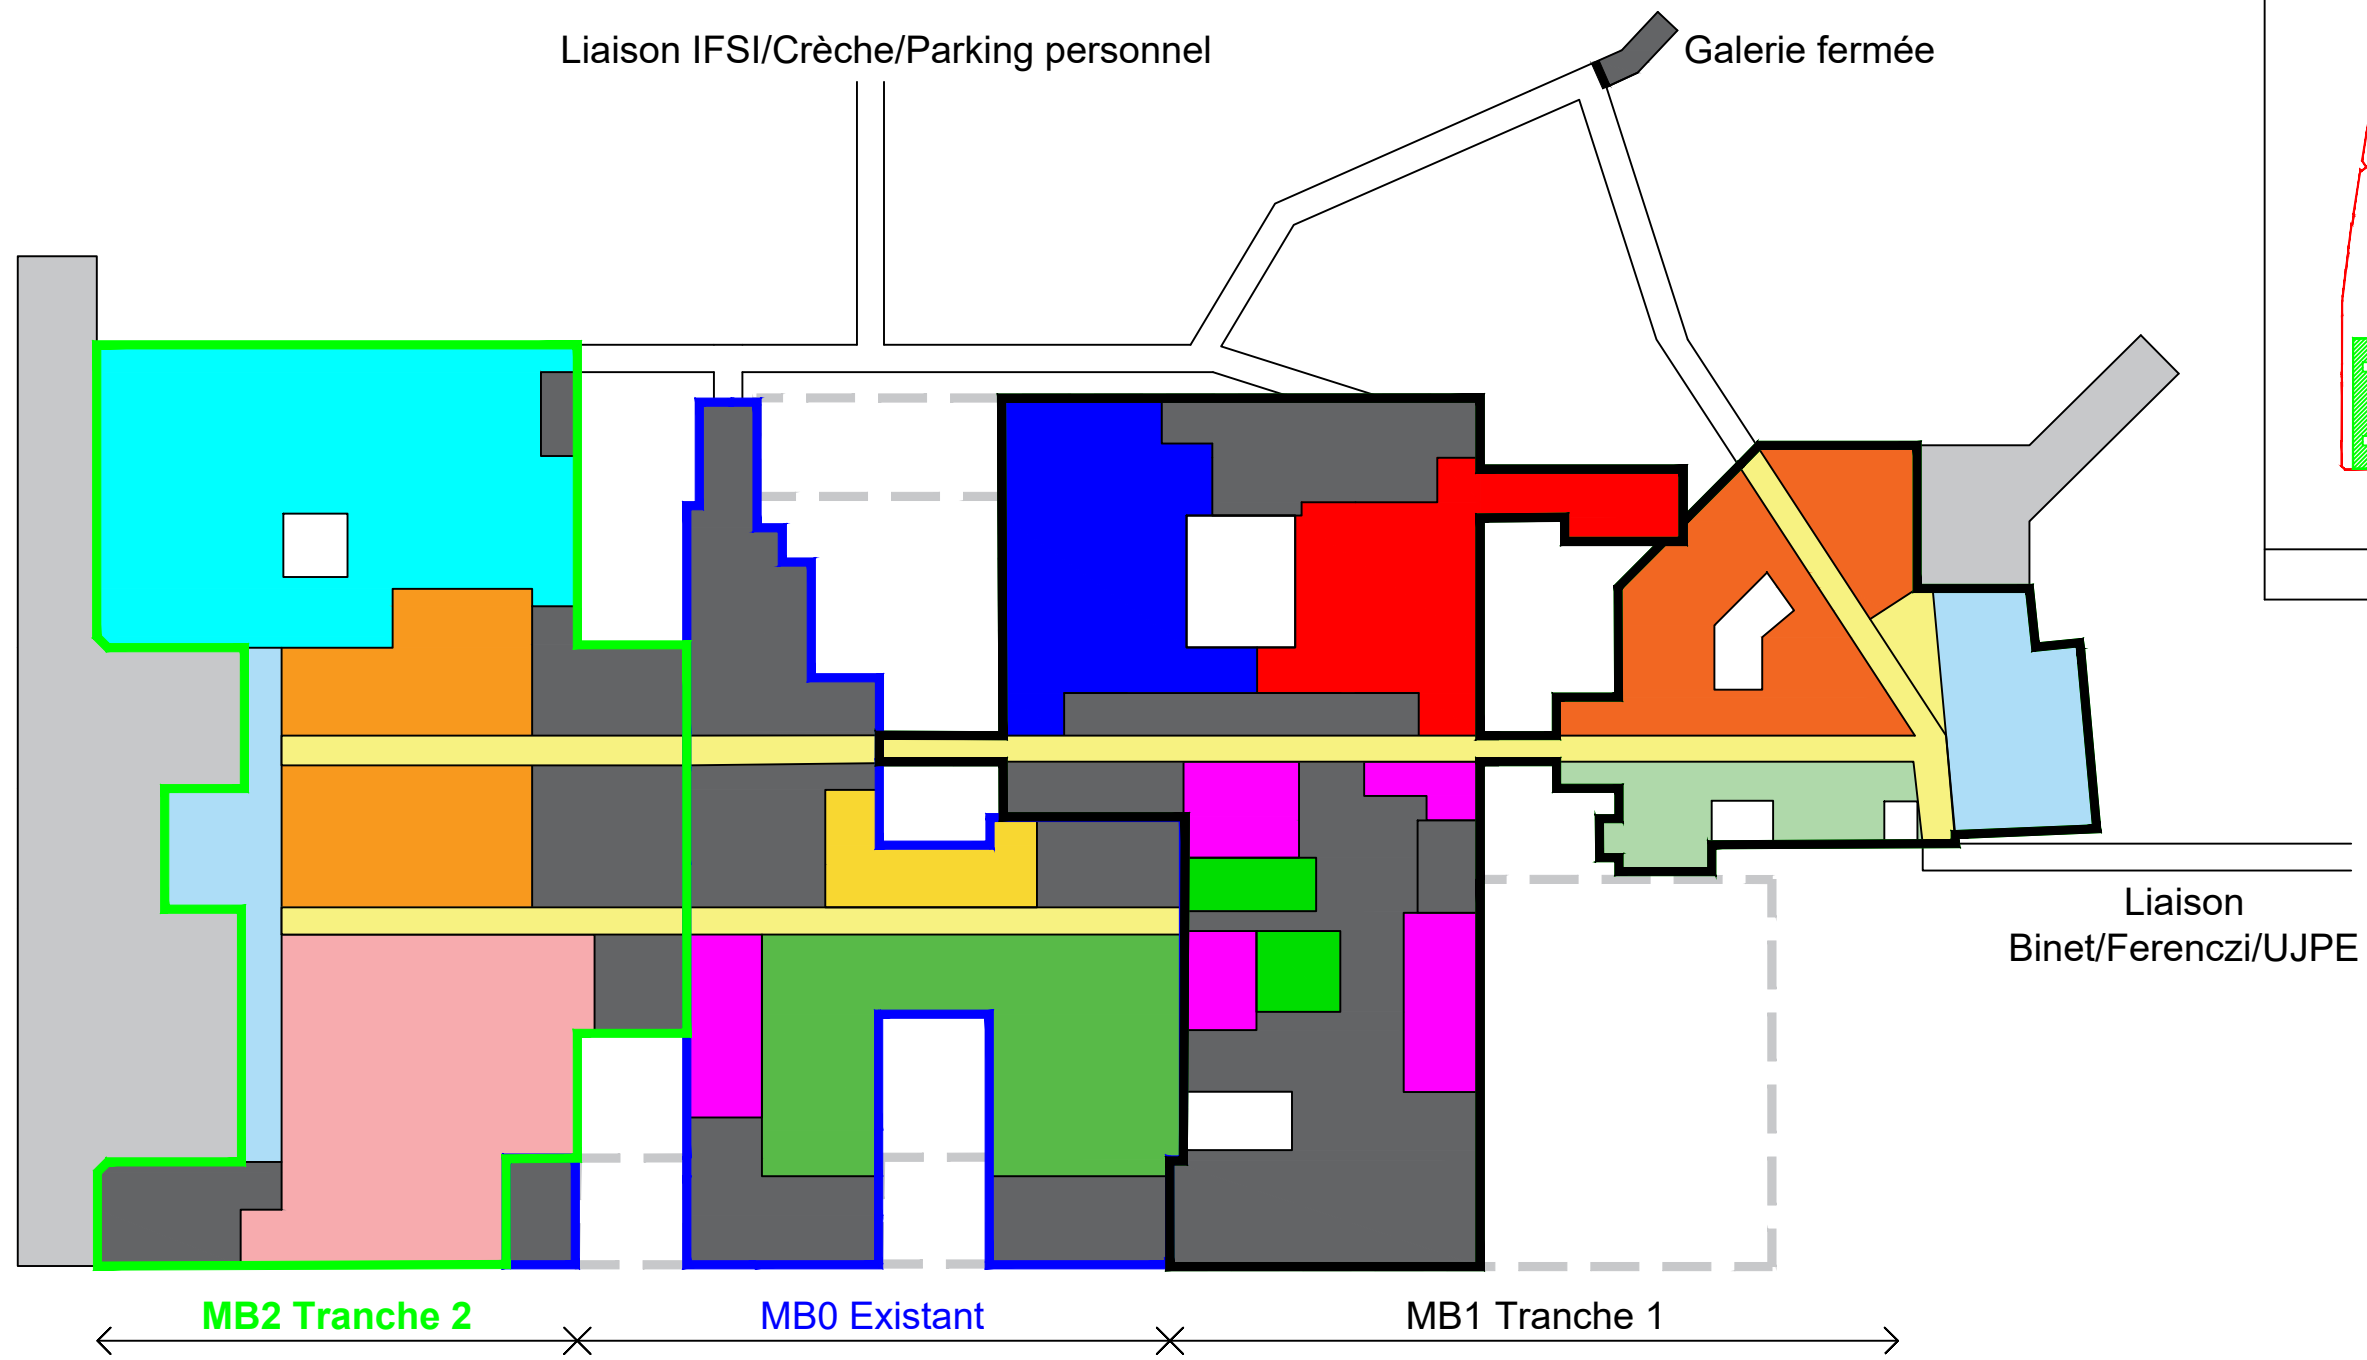 Liaison IFSI/Crèche/Parking personnel
Galerie fermée
Liaison
Binet/Ferenczi/UJPE
MB2 Tranche 2
MB0 Existant
MB1 Tranche 1